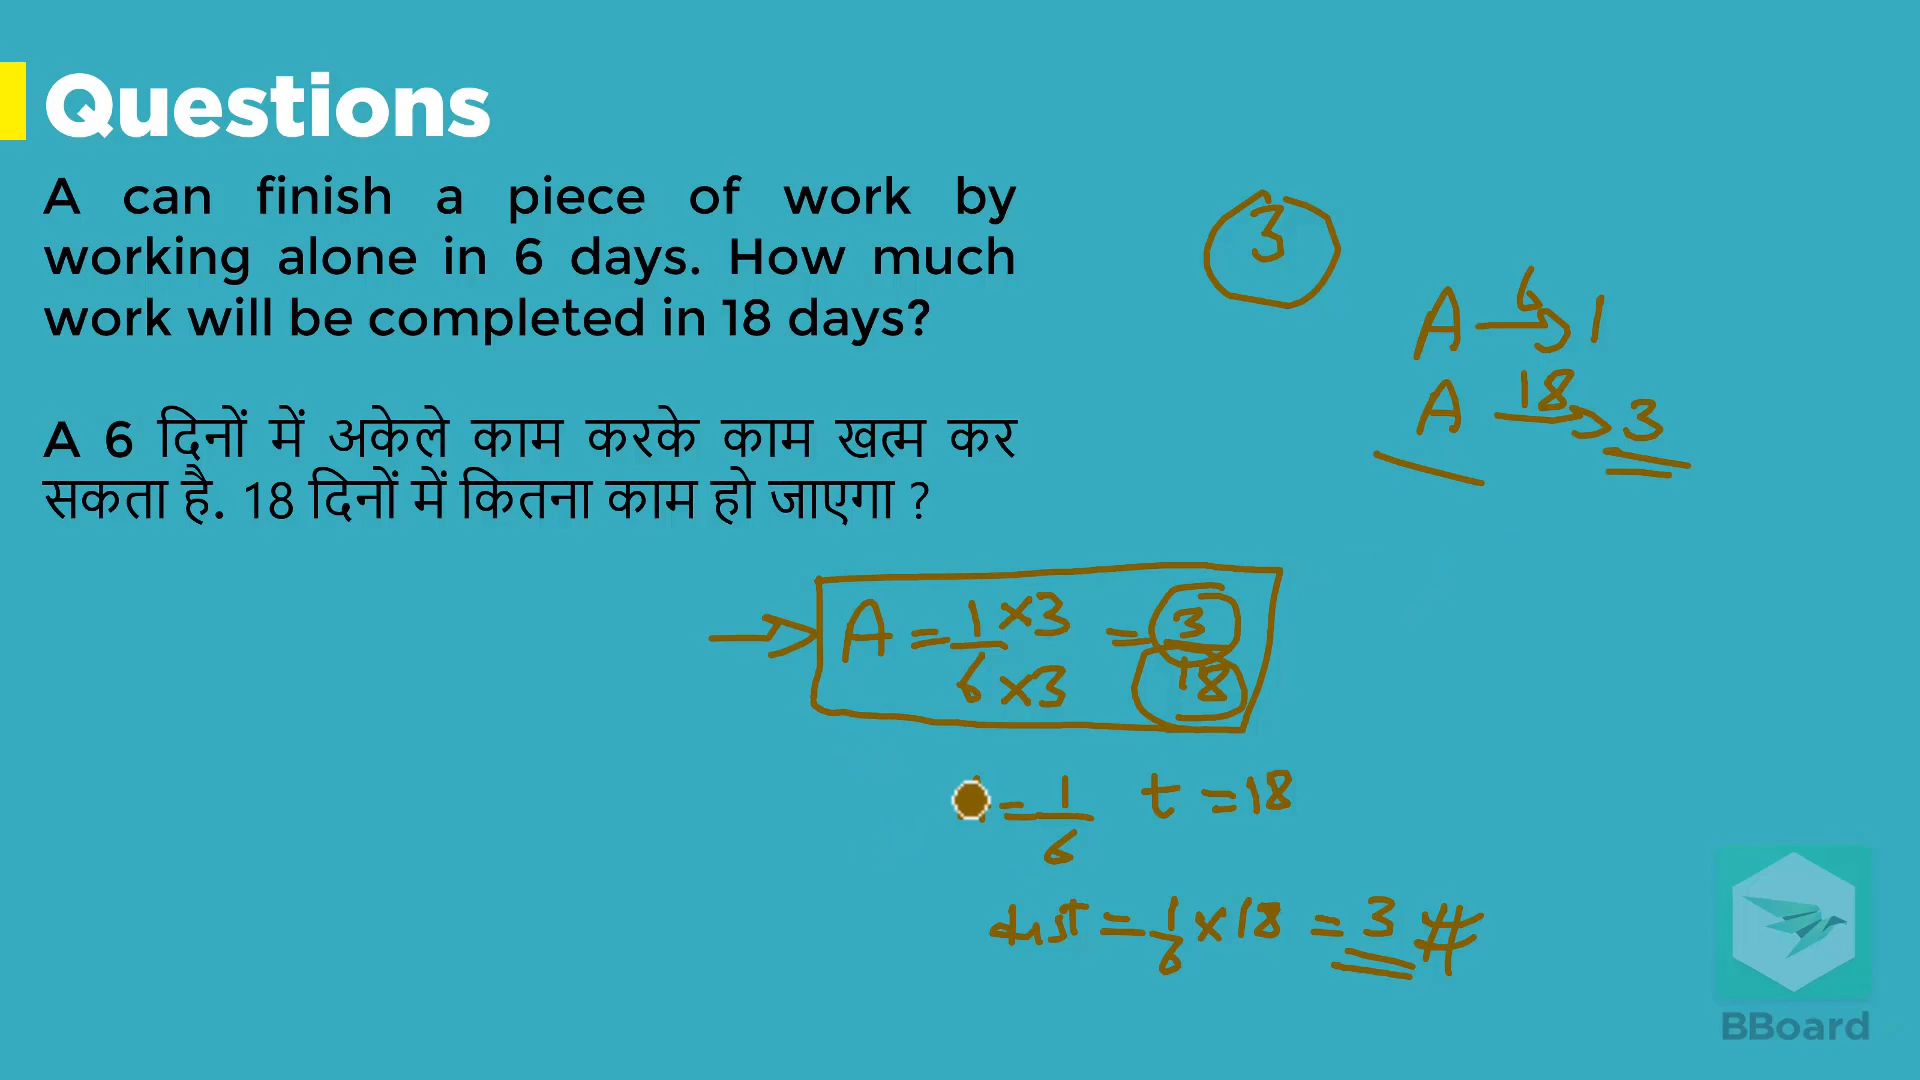 Questions
A can finish a piece of work by
working alone in 6 days. How much
work will be completed in 18 days?
A 6 दिनों में अकेले काम करके काम खत्म कर
सकता है. 18 दिनों में कितना काम हो जाएगा ?
3
A 6 → 1
A 18 → 3
→ A = 1/6 ×3/×3 = 3/18
= 1/6 t = 18
dist = 1/6 × 18 = 3 #
BBoard